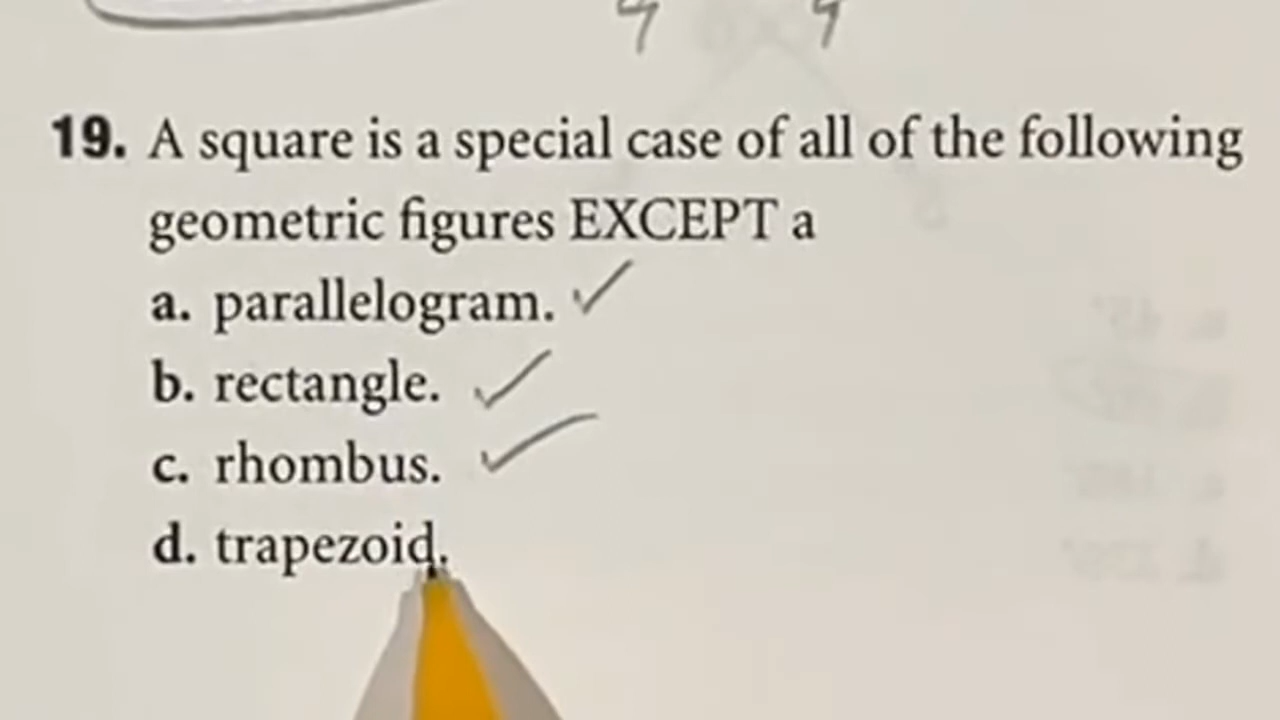 19. A square is a special case of all of the following
geometric figures EXCEPT a
a. parallelogram. ✓
b. rectangle. ✓
c. rhombus. ✓
d. trapezoid.